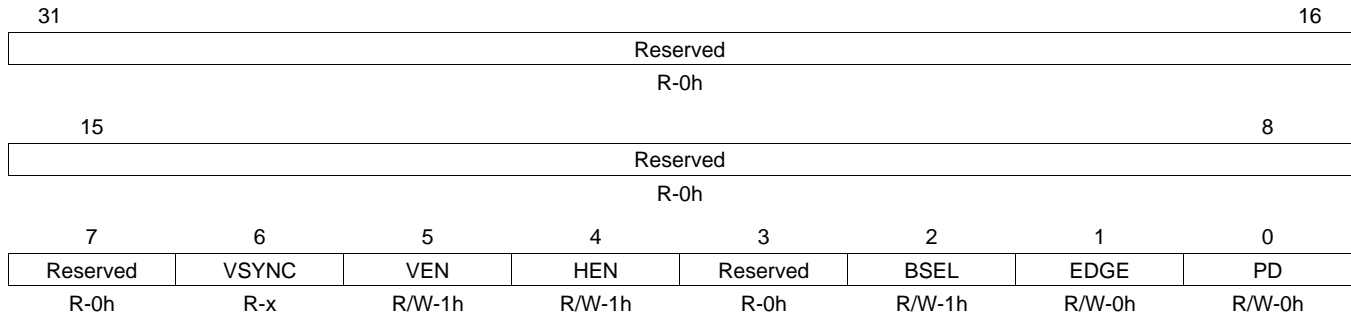 31 16
Reserved
R-0h
15 8
Reserved
R-0h
7 6 5 4 3 2 1 0
Reserved VSYNC VEN HEN Reserved BSEL EDGE PD
R-0h R-x R/W-1h R/W-1h R-0h R/W-1h R/W-0h R/W-0h